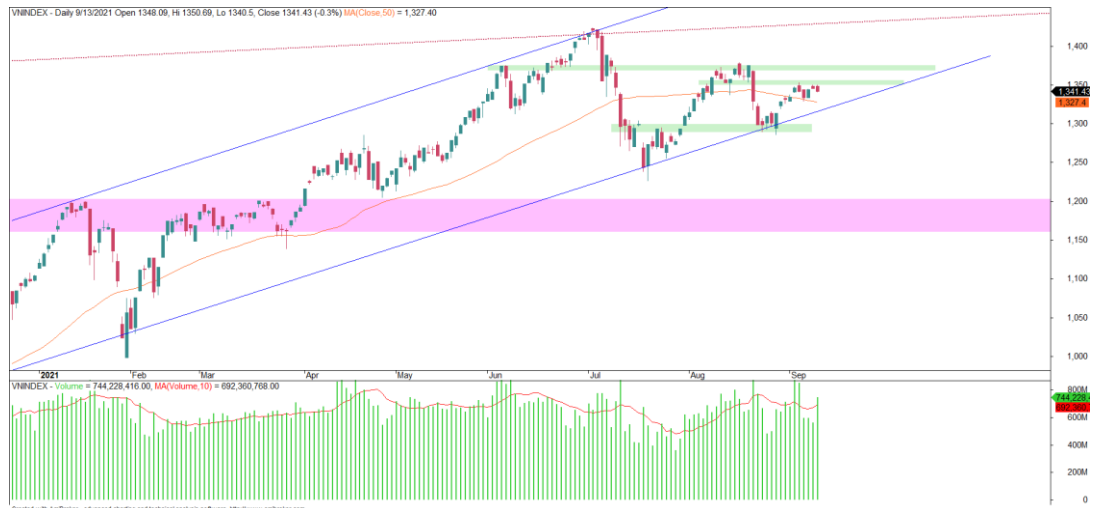 VNINDEX - Daily 9/13/2021 Open 1348.09, Hi 1350.69, Lo 1340.5, Close 1341.43 (-0.3%) MA(Close,50) = 1,327.40
1,400
1,350
1,341.43
1,327.4
1,300
1,250
1,200
1,150
1,100
1,050
1,000
2021 Feb Mar Apr May Jun Jul Aug Sep
VNINDEX - Volume = 744,228,416.00, MA(Volume,10) = 692,360,768.00
800M
744,228,
692,360,
600M
400M
200M
0